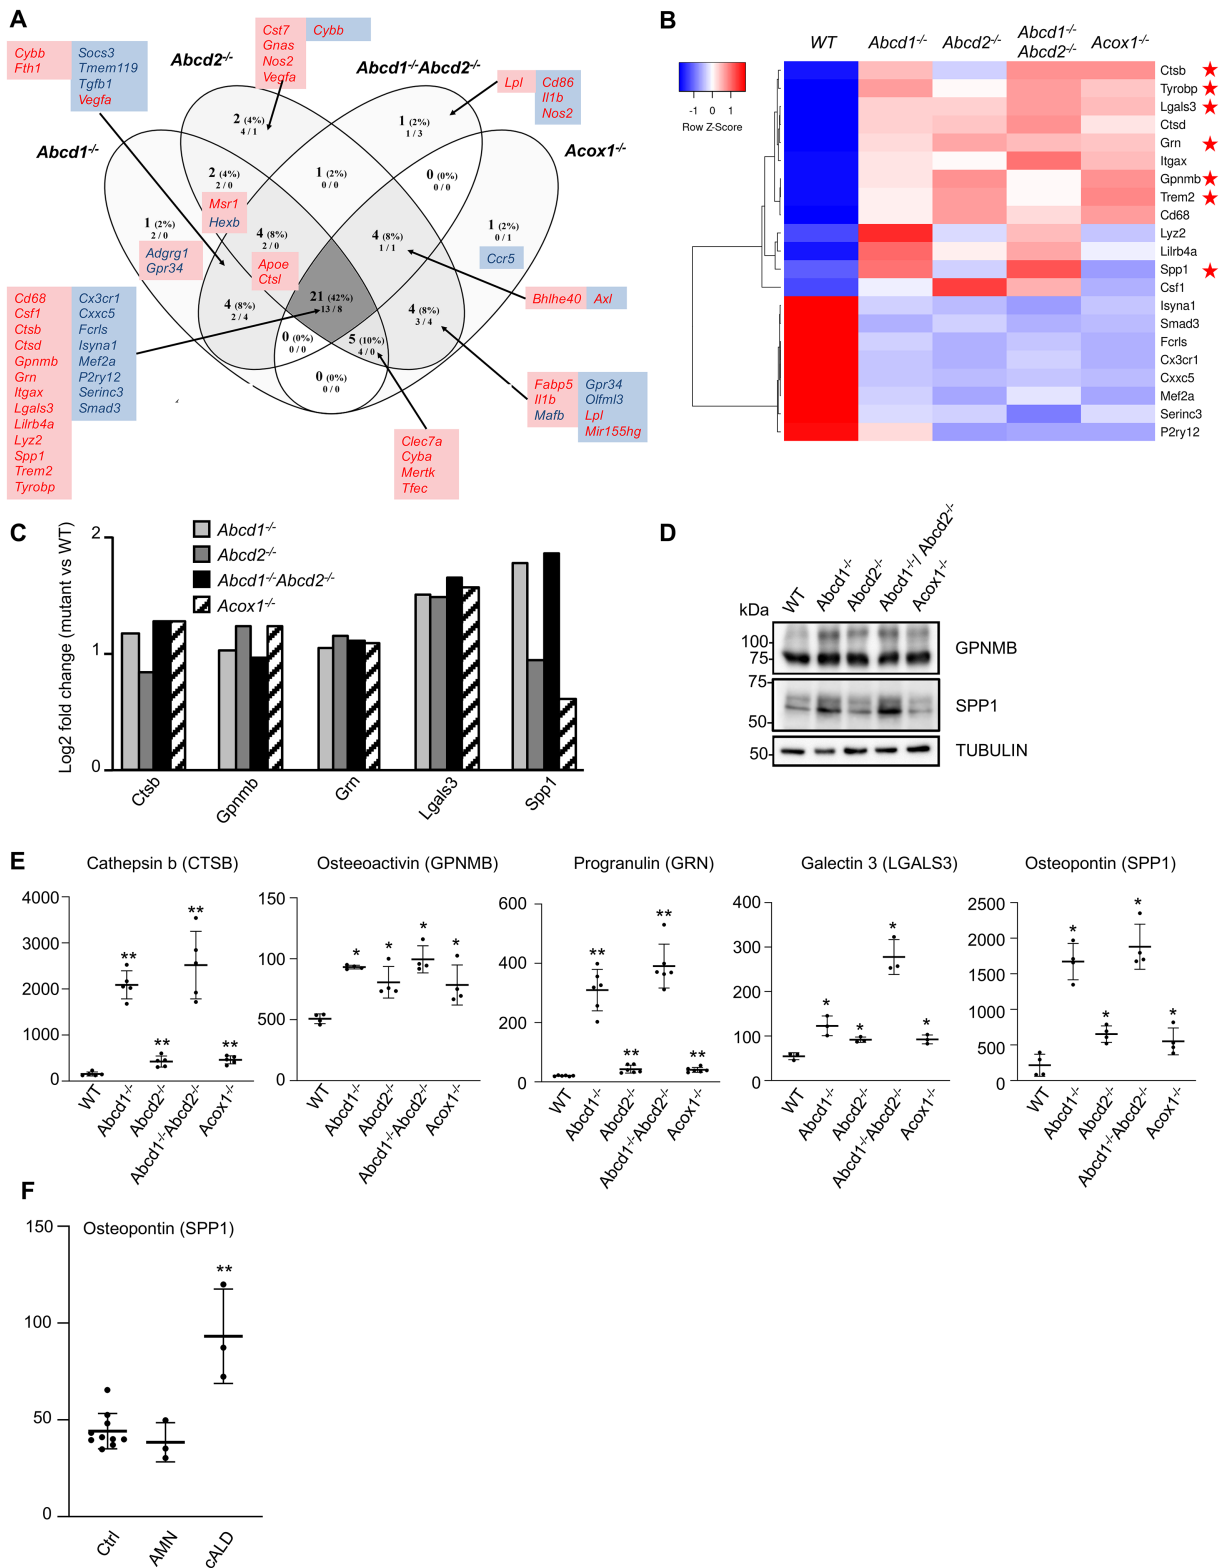 A
Cybb
Fth1
Socs3
Tmem119
Tgfb1
Vegfa
Abcd2-/-
Cst7
Gnas
Nos2
Vegfa
Cybb
Abcd1-/-Abcd2-/-
Lpl
Cd86
Il1b
Nos2
Abcd1-/-
Acox1-/-
2 (4%)
4 / 1
1 (2%)
1 / 3
2 (4%)
2 / 0
1 (2%)
0 / 0
0 (0%)
0 / 0
Msr1
Hexb
1 (2%)
2 / 0
4 (8%)
2 / 0
4 (8%)
1 / 1
1 (2%)
0 / 1
Adgrg1
Gpr34
Apoe
Ctsl
Ccr5
21 (42%)
13 / 8
4 (8%)
2 / 4
4 (8%)
3 / 4
0 (0%)
0 / 0
5 (10%)
4 / 0
0 (0%)
0 / 0
Bhlhe40
Axl
Cd68
Csf1
Ctsb
Ctsd
Gpnmb
Grn
Itgax
Lgals3
Lilrb4a
Lyz2
Spp1
Trem2
Tyrobp
Cx3cr1
Cxxc5
Fcrls
Isyna1
Mef2a
P2ry12
Serinc3
Smad3
Fabp5
Il1b
Mafb
Gpr34
Olfml3
Lpl
Mir155hg
Clec7a
Cyba
Mertk
Tfec
B
WT
Abcd1-/-
Abcd2-/-
Abcd1-/-
Abcd2-/-
Acox1-/-
-1 0 1
Row Z-Score
Ctsb
Tyrobp
Lgals3
Ctsd
Grn
Itgax
Gpnmb
Trem2
Cd68
Lyz2
Lilrb4a
Spp1
Csf1
Isyna1
Smad3
Fcrls
Cx3cr1
Cxxc5
Mef2a
Serinc3
P2ry12
C
Log2 fold change (mutant vs WT)
2
1
0
Abcd1-/-
Abcd2-/-
Abcd1-/-Abcd2-/-
Acox1-/-
Ctsb
Gpnmb
Grn
Lgals3
Spp1
D
kDa
WT
Abcd1-/-
Abcd2-/-
Abcd1-/-/ Abcd2-/-
Acox1-/-
100
75
GPNMB
75
50
SPP1
50
TUBULIN
E
Cathepsin b (CTSB)
4000
3000
2000
1000
0
**
**
**
**
WT
Abcd1-/-
Abcd2-/-
Abcd1-/-Abcd2-/-
Acox1-/-
Osteeoactivin (GPNMB)
150
100
500
0
*
*
*
*
WT
Abcd1-/-
Abcd2-/-
Abcd1-/-Abcd2-/-
Acox1-/-
Progranulin (GRN)
600
400
200
0
**
**
**
**
WT
Abcd1-/-
Abcd2-/-
Abcd1-/-Abcd2-/-
Acox1-/-
Galectin 3 (LGALS3)
400
300
200
100
0
*
*
*
*
WT
Abcd1-/-
Abcd2-/-
Abcd1-/-Abcd2-/-
Acox1-/-
Osteopontin (SPP1)
2500
2000
1500
1000
500
0
*
*
*
*
WT
Abcd1-/-
Abcd2-/-
Abcd1-/-Abcd2-/-
Acox1-/-
F
Osteopontin (SPP1)
150
100
50
0
**
Ctrl
AMN
cALD